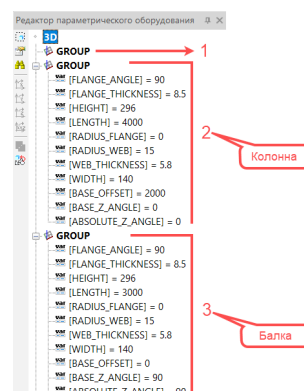 Редактор параметрического оборудования
3D
GROUP
1
GROUP
[FLANGE_ANGLE] = 90
[FLANGE_THICKNESS] = 8.5
[HEIGHT] = 296
[LENGTH] = 4000
[RADIUS_FLANGE] = 0
[RADIUS_WEB] = 15
[WEB_THICKNESS] = 5.8
[WIDTH] = 140
[BASE_OFFSET] = 2000
[BASE_Z_ANGLE] = 0
[ABSOLUTE_Z_ANGLE] = 0
2
Колонна
GROUP
[FLANGE_ANGLE] = 90
[FLANGE_THICKNESS] = 8.5
[HEIGHT] = 296
[LENGTH] = 3000
[RADIUS_FLANGE] = 0
[RADIUS_WEB] = 15
[WEB_THICKNESS] = 5.8
[WIDTH] = 140
[BASE_OFFSET] = 0
[BASE_Z_ANGLE] = 90
[ABSOLUTE_Z_ANGLE] = 90
3
Балка